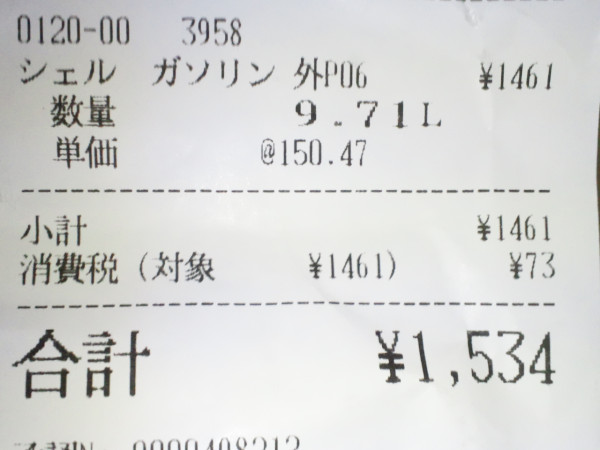 0120-00 3958
シェル ガソリン 外P06 ¥1461
数量 9.71L
単価 @150.47
小計 ¥1461
消費税(対象 ¥1461) ¥73
合計 ¥1,534